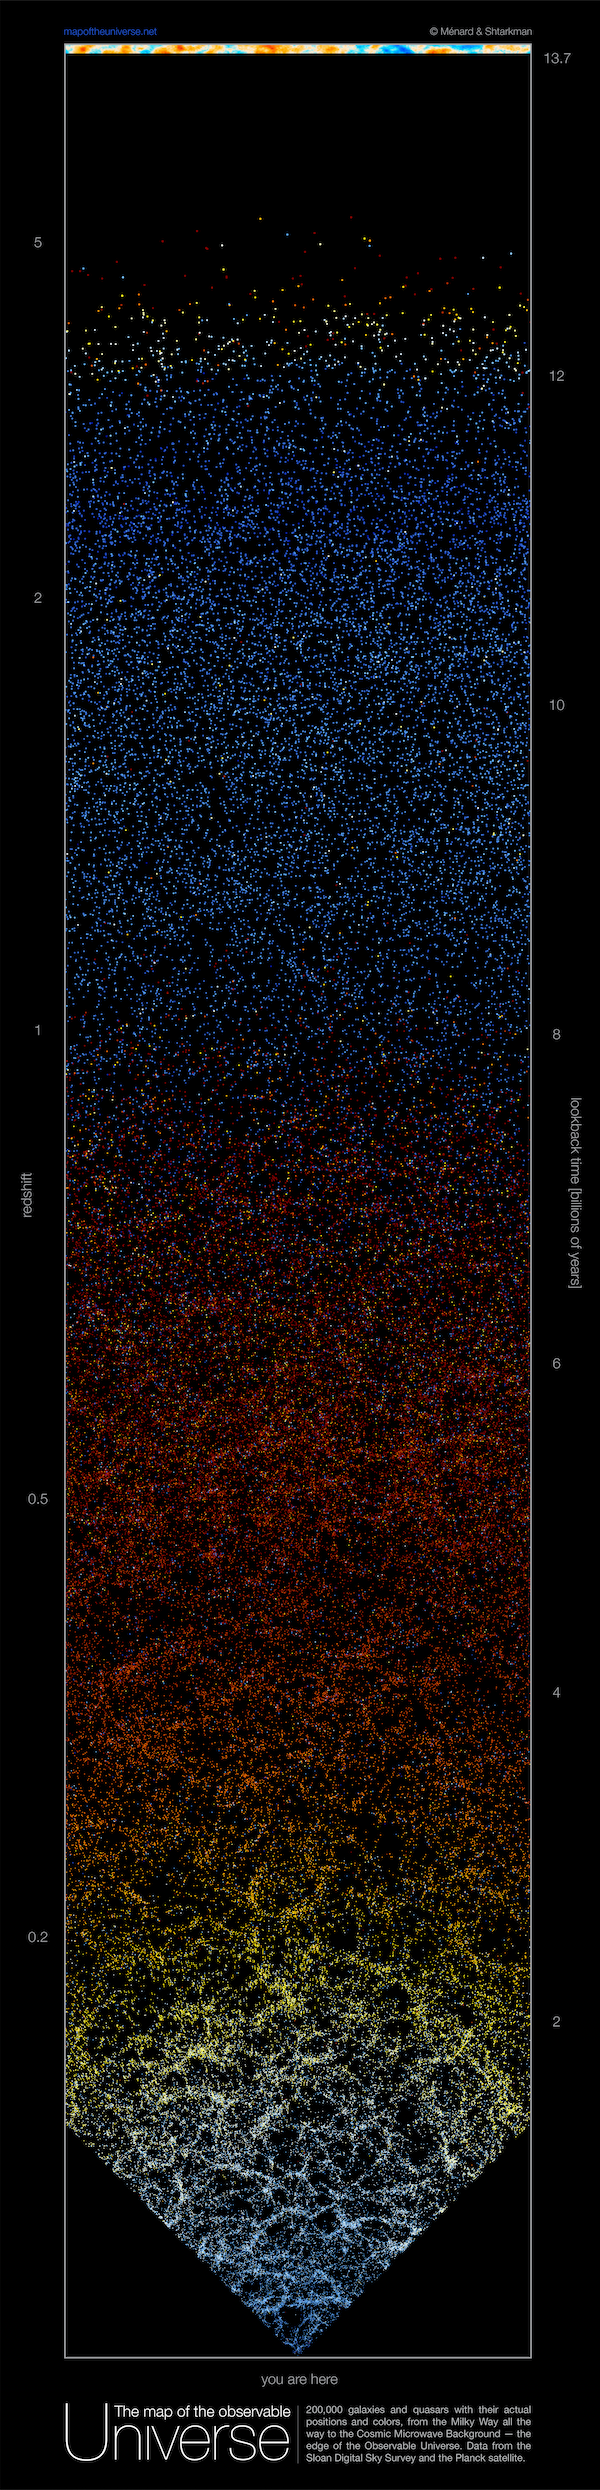 mapoftheuniverse.net
© Ménard & Shtarkman
13.7
5
12
2
10
1
8
lookback time [billions of years]
redshift
6
0.5
4
0.2
2
you are here
The map of the observable
Universe
200,000 galaxies and quasars with their actual
positions and colors, from the Milky Way all the
way to the Cosmic Microwave Background — the
edge of the Observable Universe. Data from the
Sloan Digital Sky Survey and the Planck satellite.